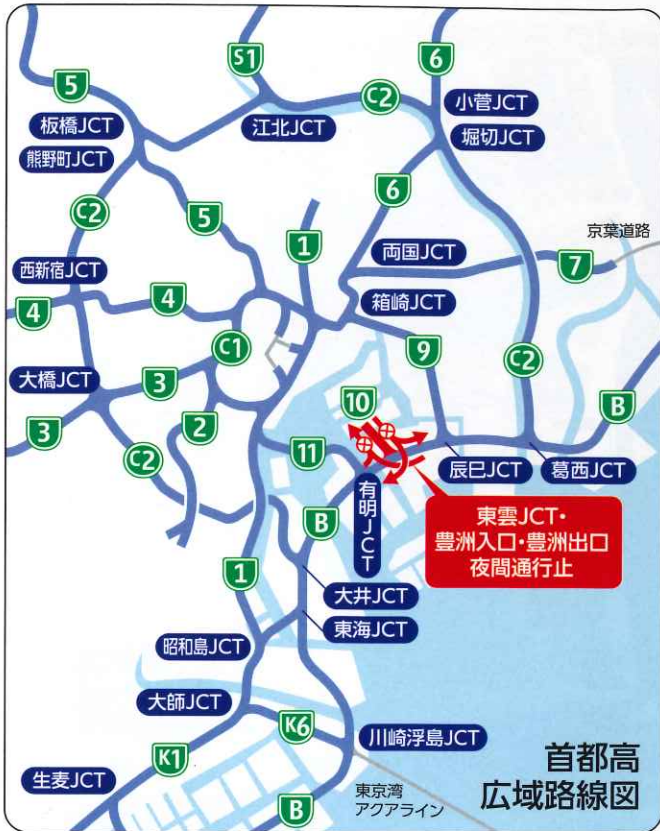 5
S1
6
板橋JCT
江北JCT
C2
小菅JCT
熊野町JCT
堀切JCT
C2
5
1
6
京葉道路
両国JCT
7
西新宿JCT
4
4
箱崎JCT
C1
9
C2
大橋JCT
3
3
2
10
B
11
辰巳JCT
葛西JCT
C2
有明JCT
B
東雲JCT・
豊洲入口・豊洲出口
夜間通行止
1
大井JCT
東海JCT
昭和島JCT
大師JCT
K6
川崎浮島JCT
K1
生麦JCT
B
東京湾
アクアライン
首都高
広域路線図